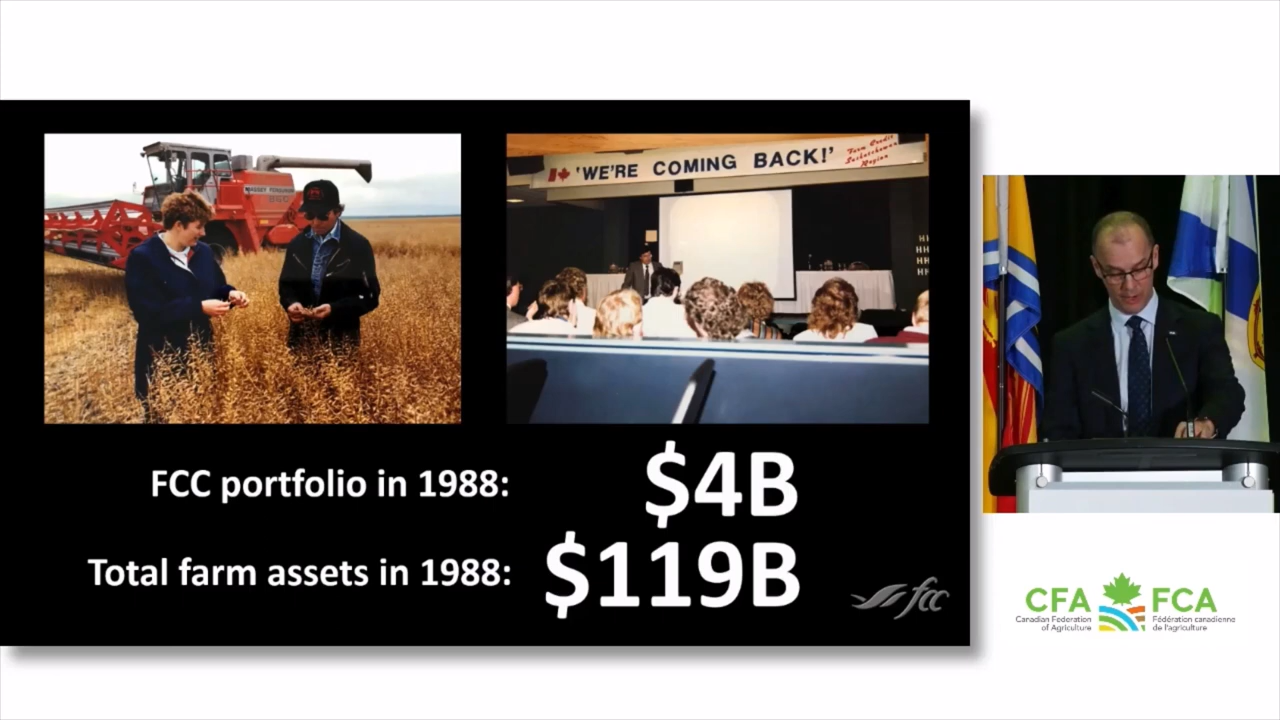 MASSEY FERGUSON
'WE'RE COMING BACK!'
Farm Credit
Saskatchewan
Region
FCC portfolio in 1988:
$4B
Total farm assets in 1988:
$119B
fcc
CFA FCA
Canadian Federation
of Agriculture
Fédération canadienne
de l'agriculture